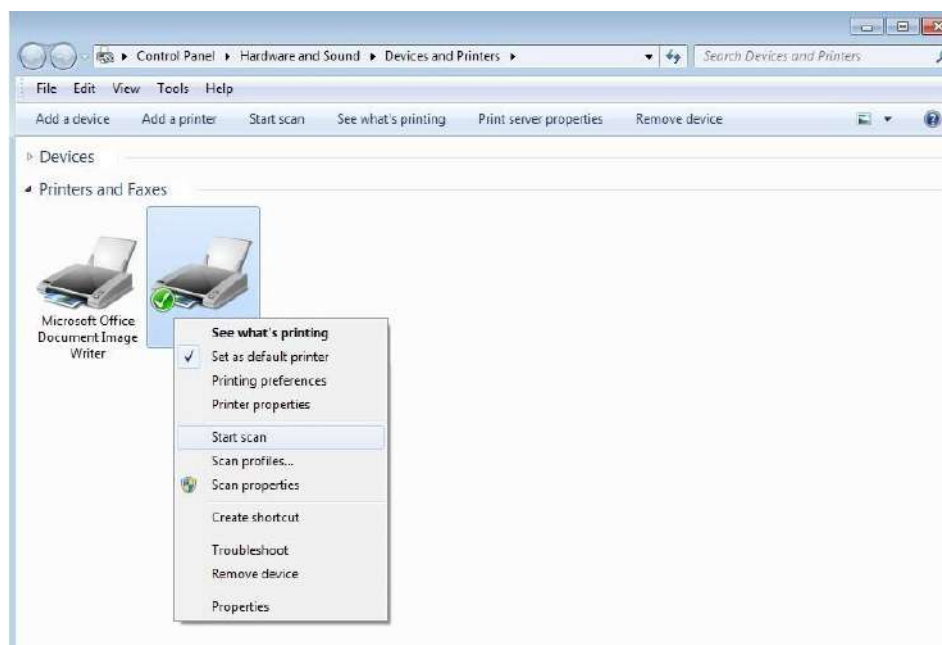 Control Panel Hardware and Sound Devices and Printers Search Devices and Printers
File Edit View Tools Help
Add a device Add a printer Start scan See what's printing Print server properties Remove device
Devices
Printers and Faxes
Microsoft Office
Document Image
Writer
See what's printing
Set as default printer
Printing preferences
Printer properties
Start scan
Scan profiles...
Scan properties
Create shortcut
Troubleshoot
Remove device
Properties